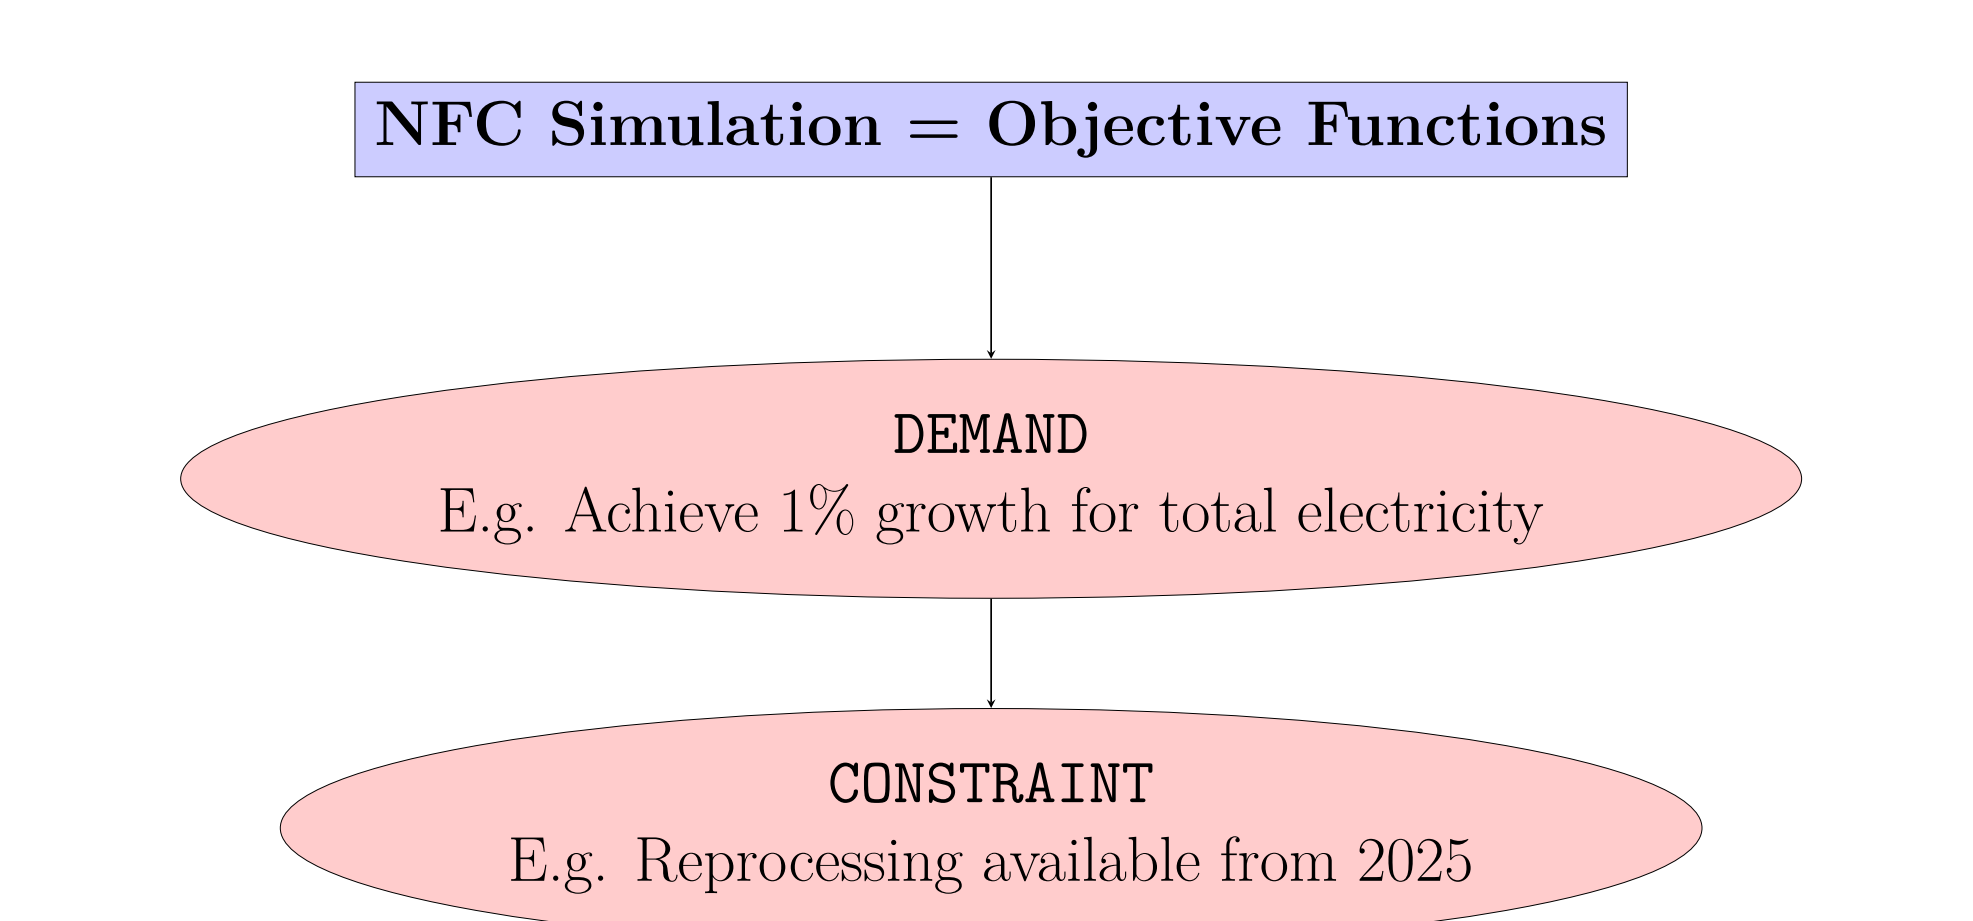 NFC Simulation = Objective Functions
DEMAND
E.g. Achieve 1% growth for total electricity
CONSTRAINT
E.g. Reprocessing available from 2025